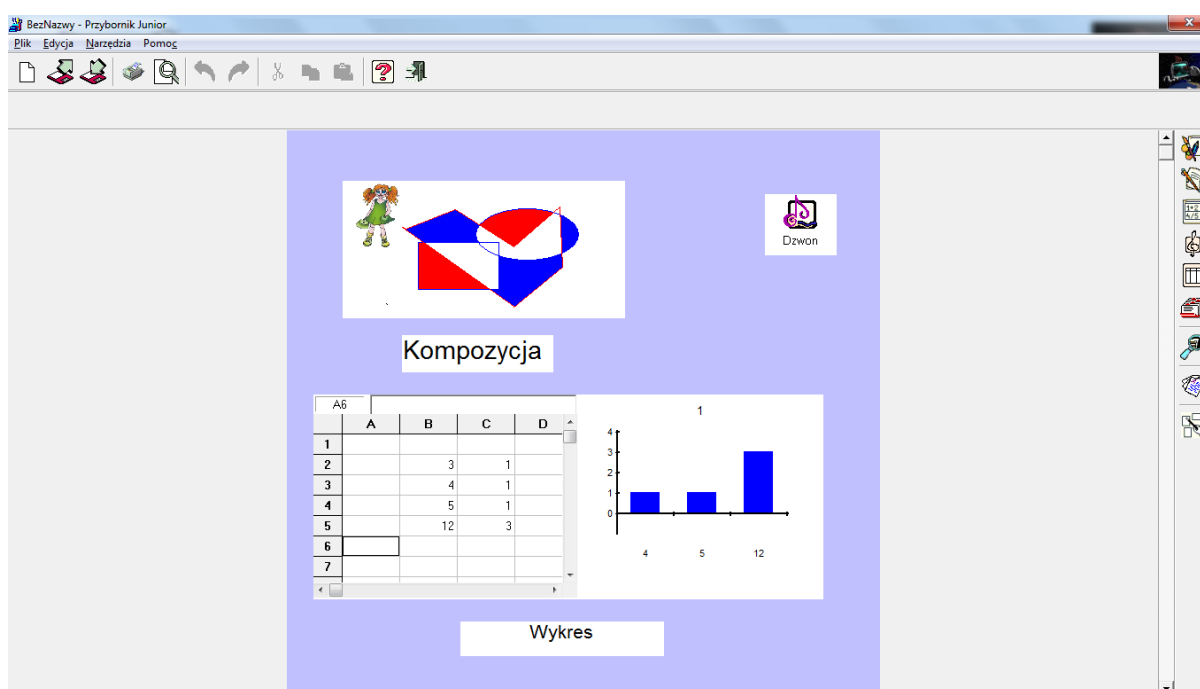 BezNazwy - Przybornik Junior
Plik Edycja Narzędzia Pomoc
Dzwon
Kompozycja
A6
A B C D
1
2 3 1
3 4 1
4 5 1
5 12 3
6
7
1
4
3
2
1
0
4 5 12
Wykres